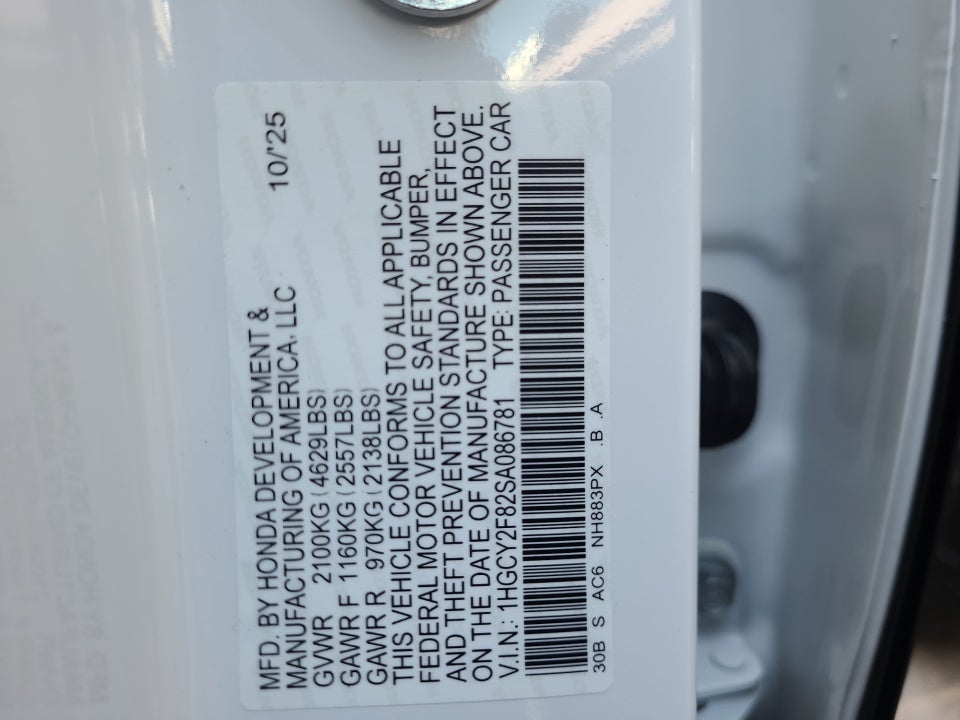 MFD. BY HONDA DEVELOPMENT & 10/'25
MANUFACTURING OF AMERICA, LLC
GVWR 2100KG(4629LBS)
GAWR F 1160KG(2557LBS)
GAWR R 970KG(2138LBS)
THIS VEHICLE CONFORMS TO ALL APPLICABLE
FEDERAL MOTOR VEHICLE SAFETY, BUMPER,
AND THEFT PREVENTION STANDARDS IN EFFECT
ON THE DATE OF MANUFACTURE SHOWN ABOVE.
V.I.N.: 1HGCY2F82SA086781 TYPE: PASSENGER CAR
30B S AC6 NH883PX .B .A